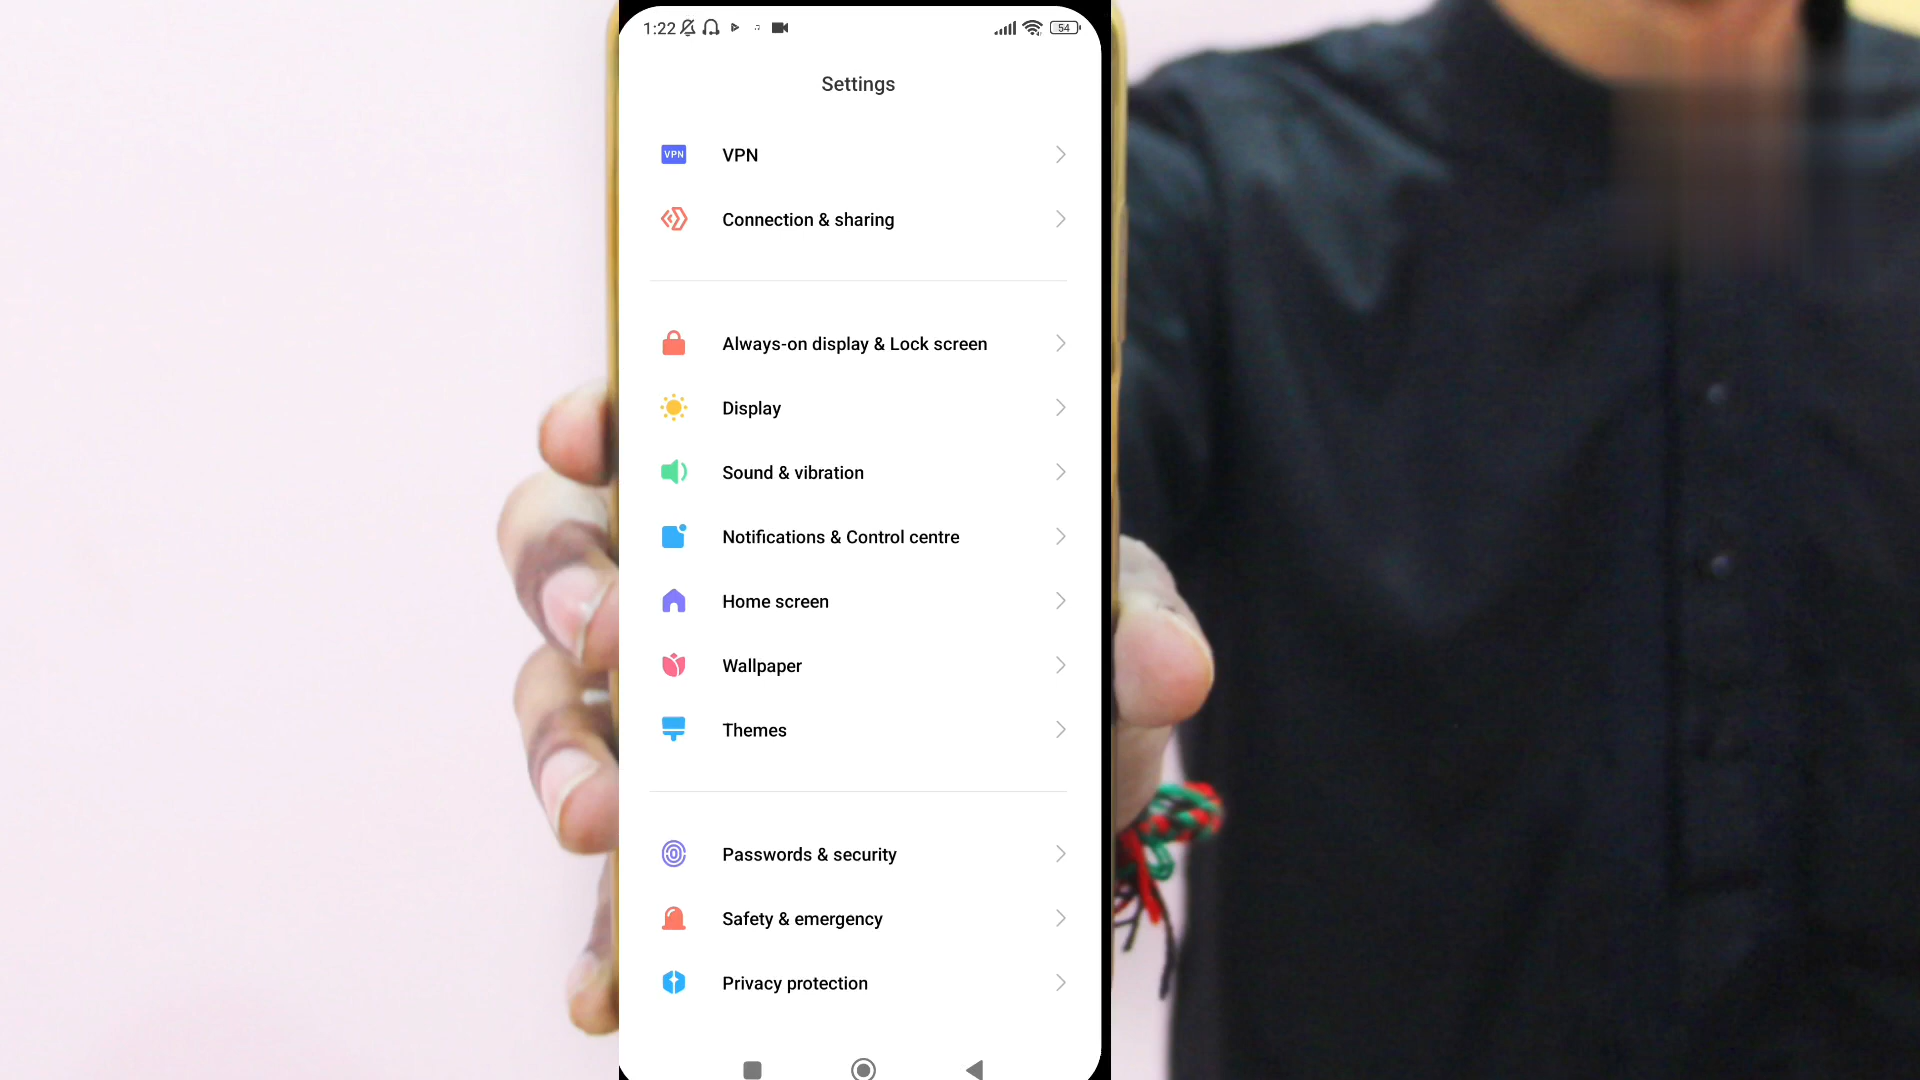 1:22
54
Settings
VPN
VPN
Connection & sharing
Always-on display & Lock screen
Display
Sound & vibration
Notifications & Control centre
Home screen
Wallpaper
Themes
Passwords & security
Safety & emergency
Privacy protection